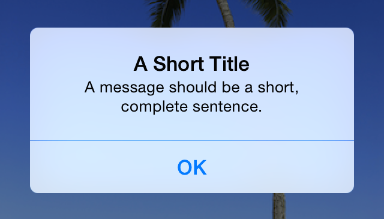 A Short Title
A message should be a short,
complete sentence.
OK